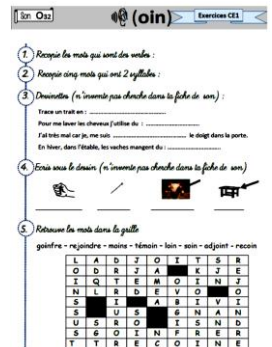 Son Os2
(oin)
Exercices CE1
1. Recopie les mots qui sont des verbes :
2. Recopie cinq mots qui ont 2 syllabes :
3. Devinettes (n'invente pas cherche dans ta fiche de son) :
Trace un trait en :
Pour me laver les cheveux j'utilise du :
J'ai très mal car je, me suis le doigt dans la porte.
En hiver, dans l'étable, les vaches mangent du :
4. Ecris sous le dessin (n'invente pas cherche dans ta fiche de son)
5. Retrouve les mots dans la grille
goinfre – rejoindre – moins – témoin – loin – soin – adjoint – recoin
L A D J O I T S R
O D R J A K J E
I Q T E M O I N J
N L R D E V O O
S I A B I V I
S U S G N A N
U S R O I S N D
S G O I N F R E R
T T R E C O I N E